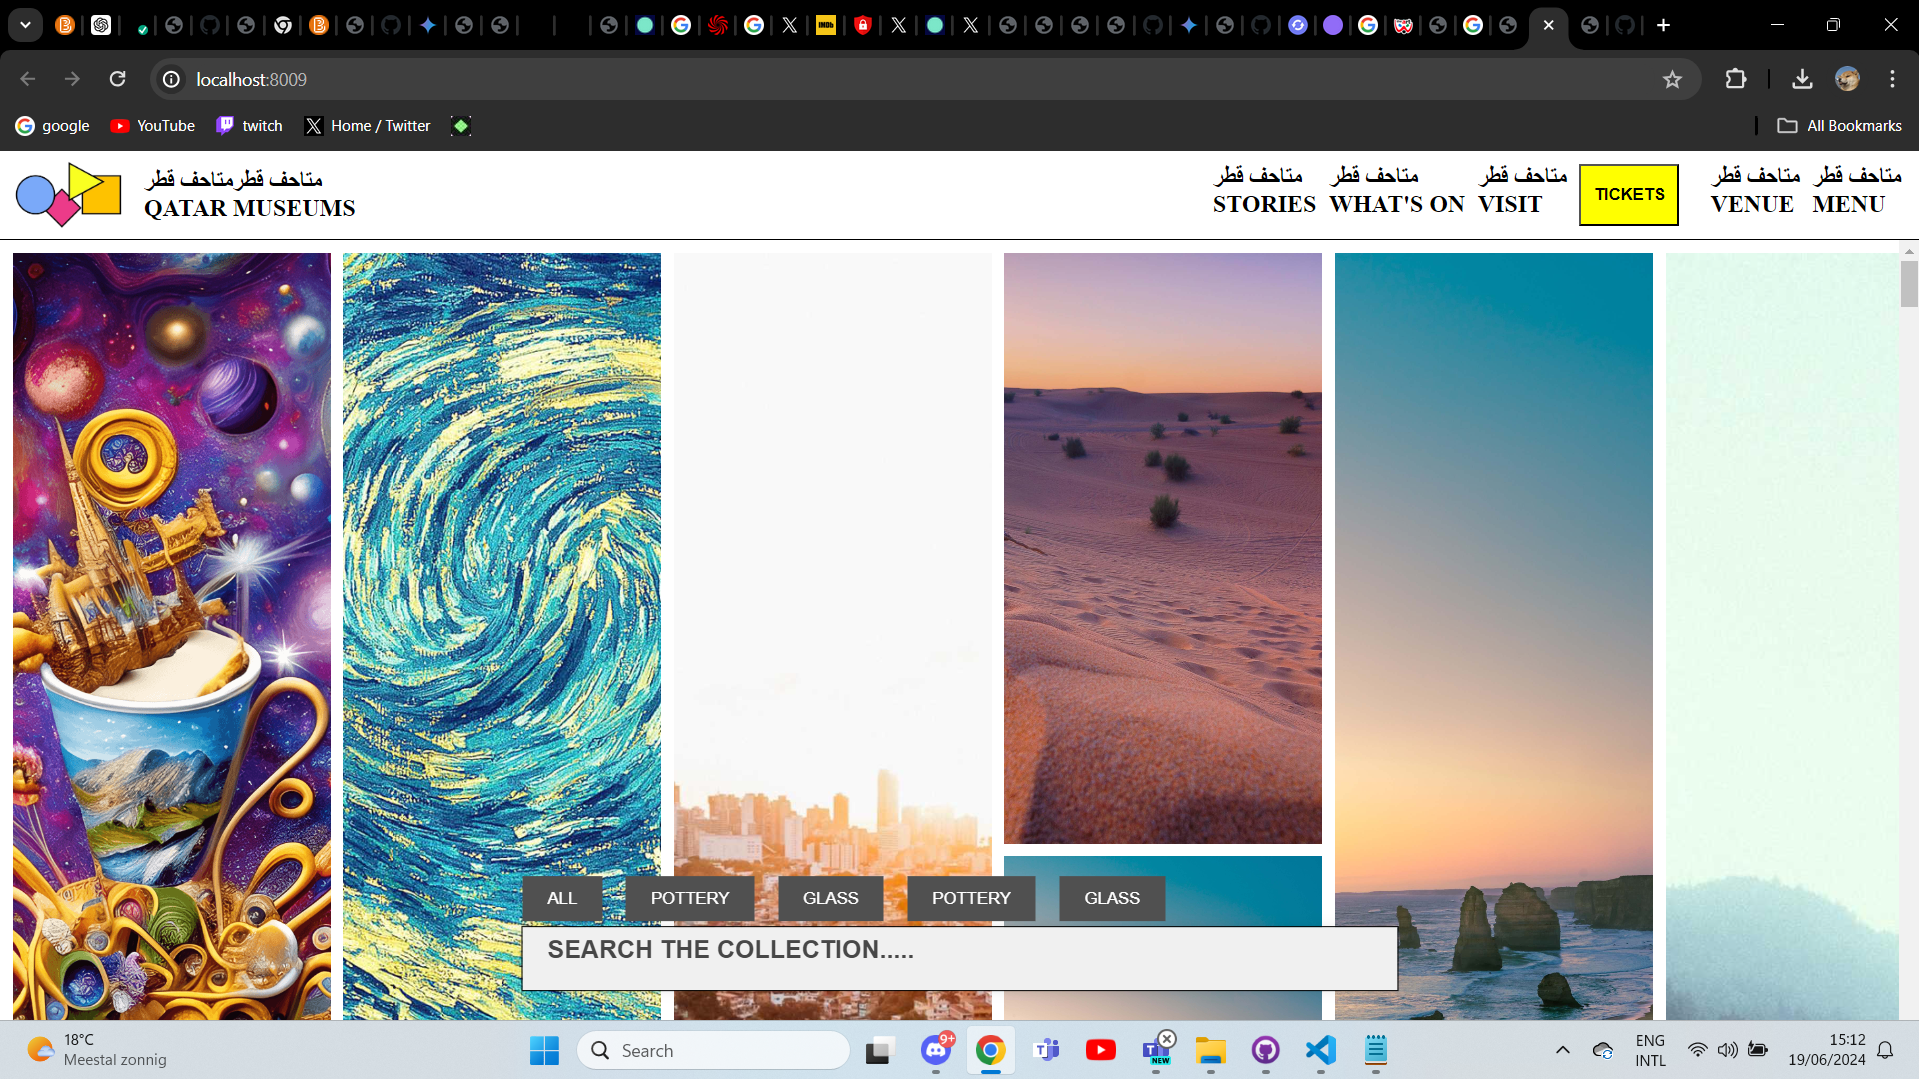 localhost:8009
google YouTube twitch Home / Twitter All Bookmarks
متاحف قطرمتاحف قطر
QATAR MUSEUMS
متاحف قطر
STORIES
متاحف قطر
WHAT'S ON
متاحف قطر
VISIT
TICKETS
متاحف قطر
VENUE
متاحف قطر
MENU
ALL POTTERY GLASS POTTERY GLASS
SEARCH THE COLLECTION.....
18°C
Meestal zonnig
Search
9+
NEW
ENG
INTL
15:12
19/06/2024